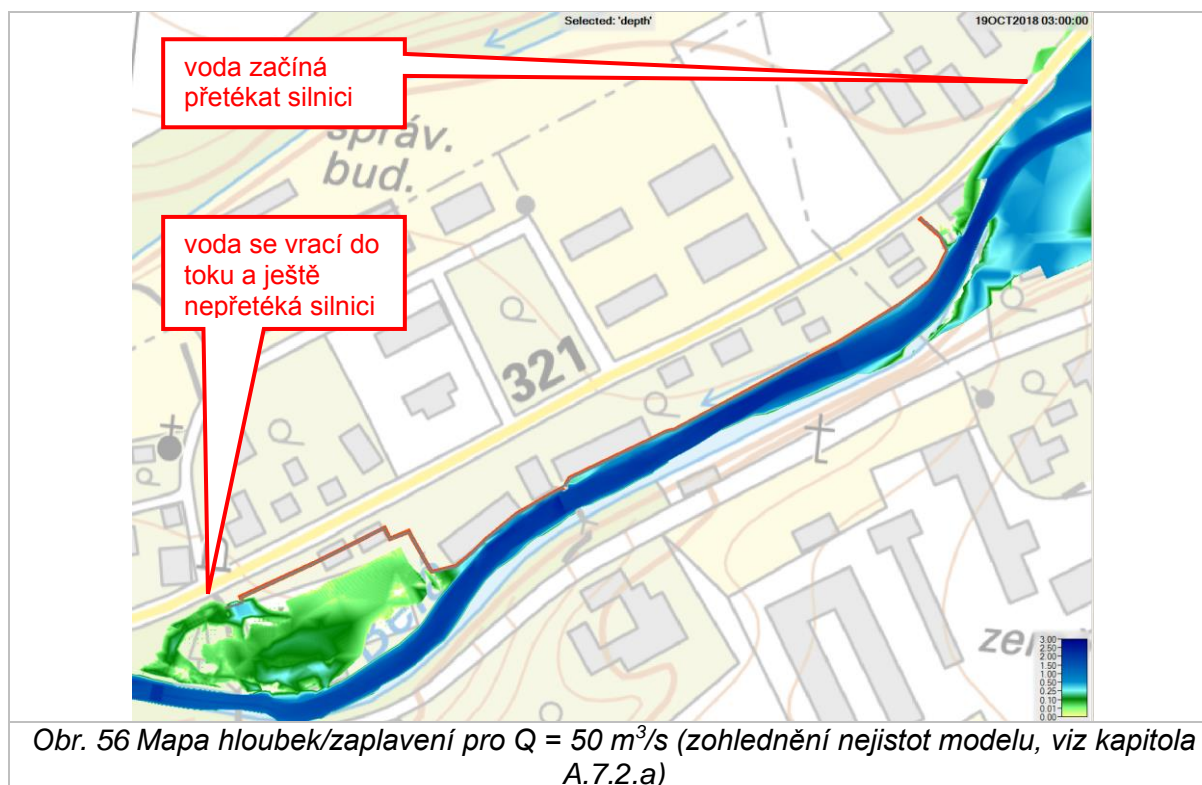 Selected: 'depth'
19OCT2018 03:00:00
voda začíná
přetékat silnici
správ.
bud.
voda se vrací do
toku a ještě
nepřetéká silnici
321
3.00
2.50
2.00
1.50
1.00
0.50
0.20
0.10
0.01
0.00
Obr. 56 Mapa hloubek/zaplavení pro Q = 50 m³/s (zohlednění nejistot modelu, viz kapitola
A.7.2.a)